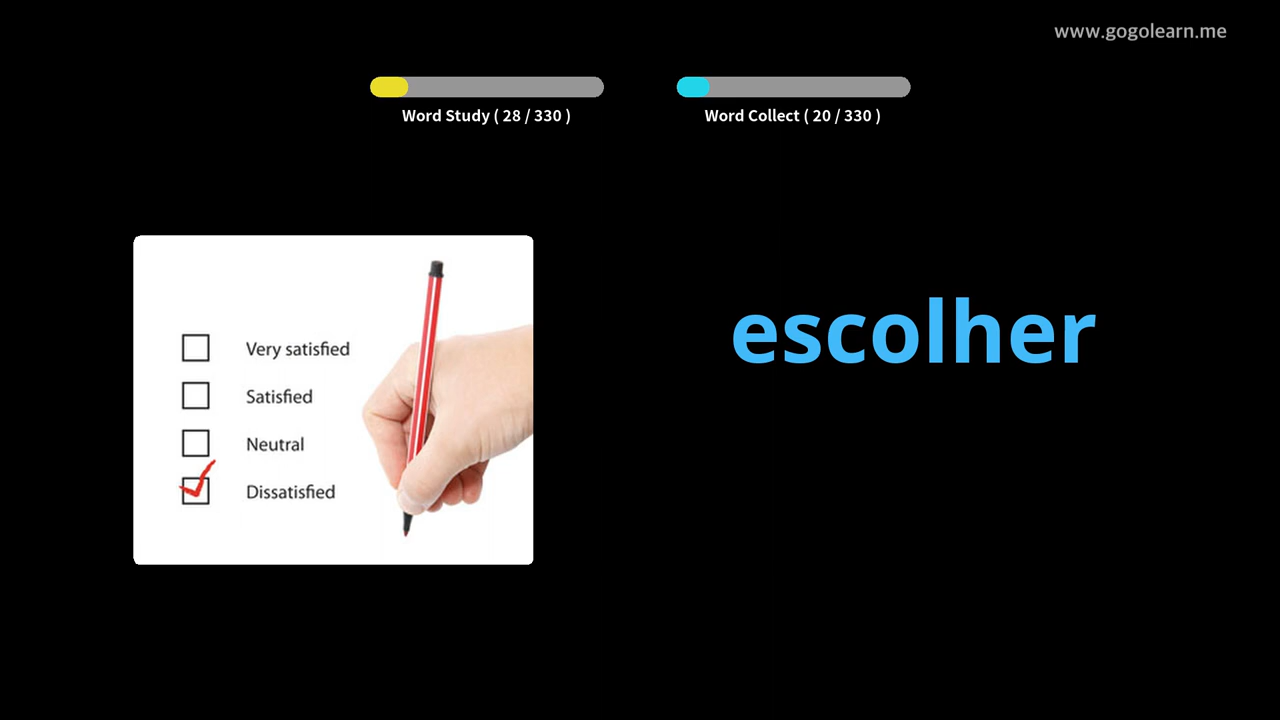 www.gogolearn.me
Word Study ( 28 / 330 )
Word Collect ( 20 / 330 )
Very satisfied
Satisfied
Neutral
Dissatisfied
escolher